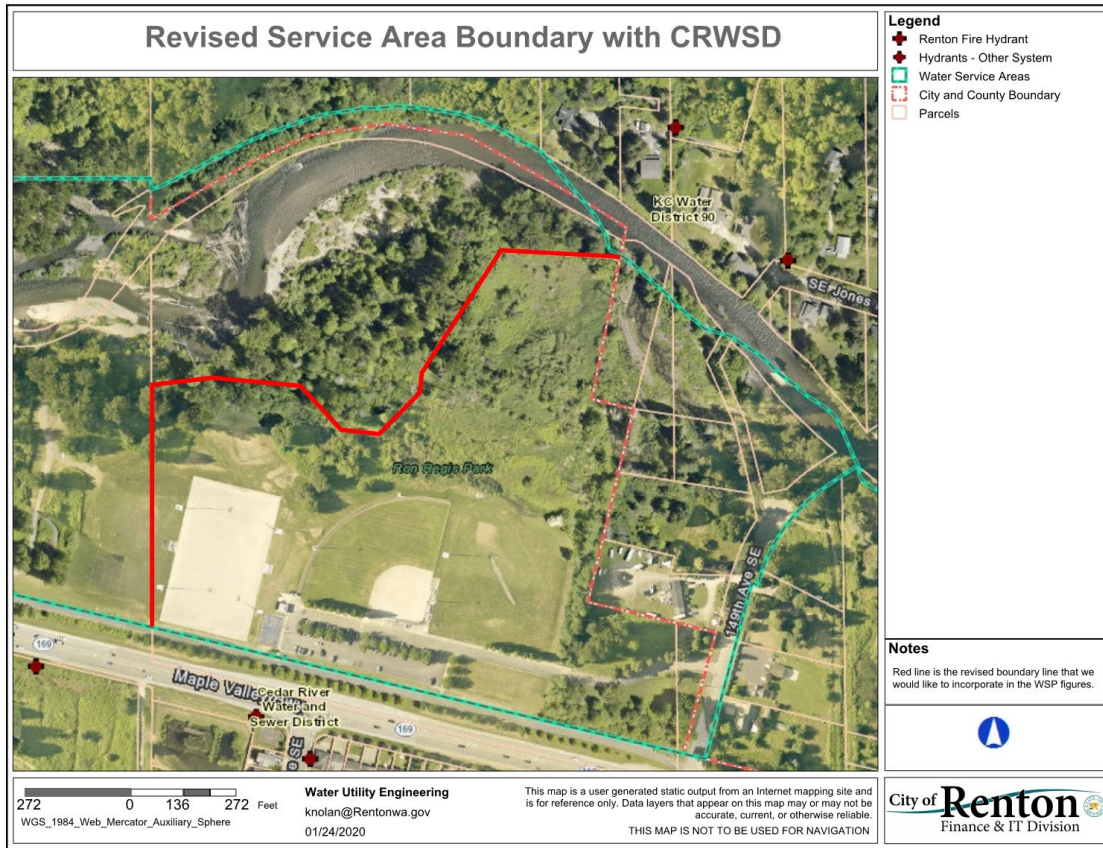 Revised Service Area Boundary with CRWSD
Legend
Renton Fire Hydrant
Hydrants - Other System
Water Service Areas
City and County Boundary
Parcels
KC Water
District 90
SE Jones
Ron Regis Park
149th Ave SE
169
Maple Valley
Cedar River
Water and
Sewer District
169
e SE
169
Notes
Red line is the revised boundary line that we
would like to incorporate in the WSP figures.
272 0 136 272 Feet
WGS_1984_Web_Mercator_Auxiliary_Sphere
Water Utility Engineering
knolan@Rentonwa.gov
01/24/2020
This map is a user generated static output from an Internet mapping site and
is for reference only. Data layers that appear on this map may or may not be
accurate, current, or otherwise reliable.
THIS MAP IS NOT TO BE USED FOR NAVIGATION
City of Renton
Finance & IT Division